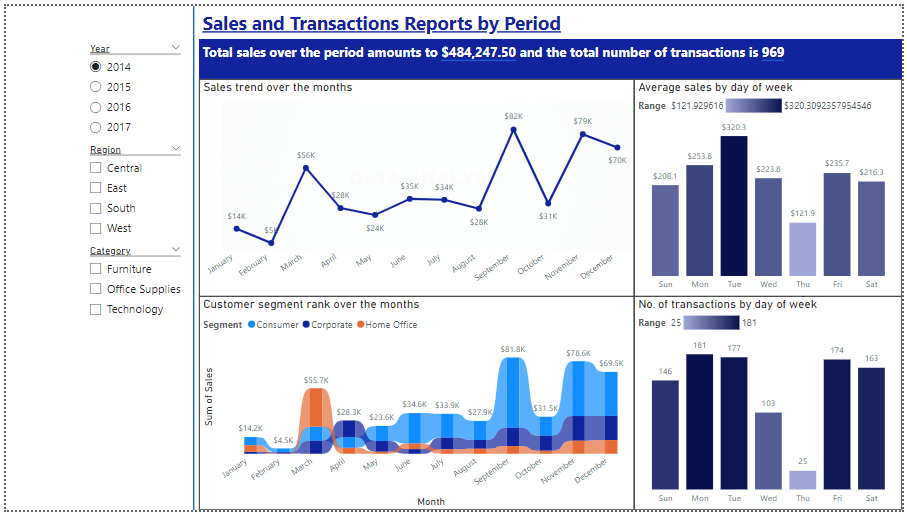 Sales and Transactions Reports by Period
Total sales over the period amounts to $484,247.50 and the total number of transactions is 969
Year
2014
2015
2016
2017
Region
Central
East
South
West
Category
Furniture
Office Supplies
Technology
Sales trend over the months
$14K
$5K
$56K
$28K
$24K
$35K
$34K
$28K
$82K
$31K
$79K
$70K
January
February
March
April
May
June
July
August
September
October
November
December
Average sales by day of week
Range $121.929616 $320.3092357954546
$208.1
$253.8
$320.3
$223.8
$121.9
$235.7
$216.3
Sun Mon Tue Wed Thu Fri Sat
Customer segment rank over the months
Segment Consumer Corporate Home Office
Sum of Sales
$14.2K
$4.5K
$55.7K
$28.3K
$23.6K
$34.6K
$33.9K
$27.9K
$81.8K
$31.5K
$78.6K
$69.5K
January
February
March
April
May
June
July
August
September
October
November
December
Month
No. of transactions by day of week
Range 25 181
146
181
177
103
25
174
163
Sun Mon Tue Wed Thu Fri Sat